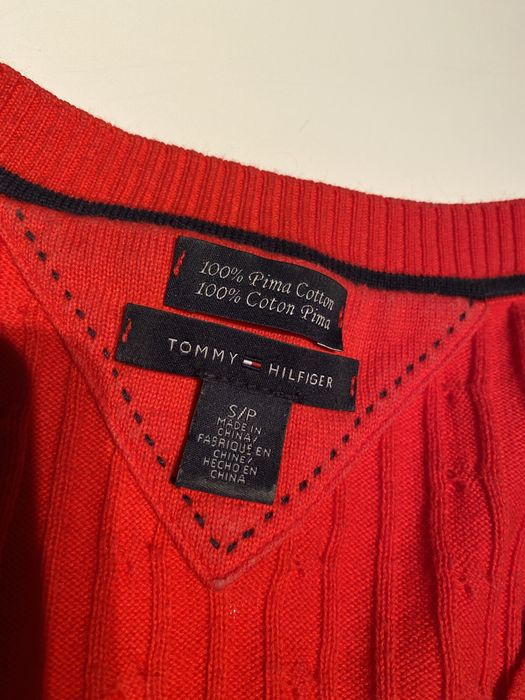 100% Pima Cotton
100% Coton Pima
TOMMY HILFIGER
S/P
MADE IN
CHINA/
FABRIQUE EN
CHINE/
HECHO EN
CHINA